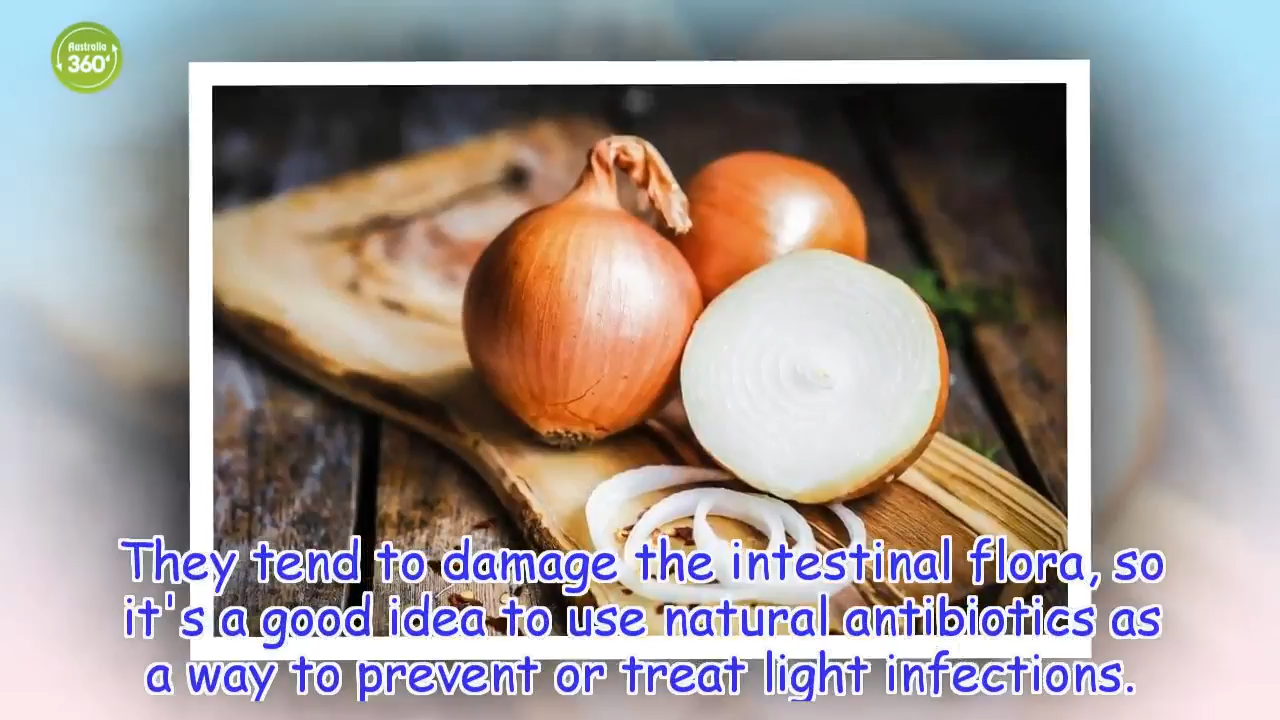 Australia
360°
They tend to damage the intestinal flora, so
it's a good idea to use natural antibiotics as
a way to prevent or treat light infections.